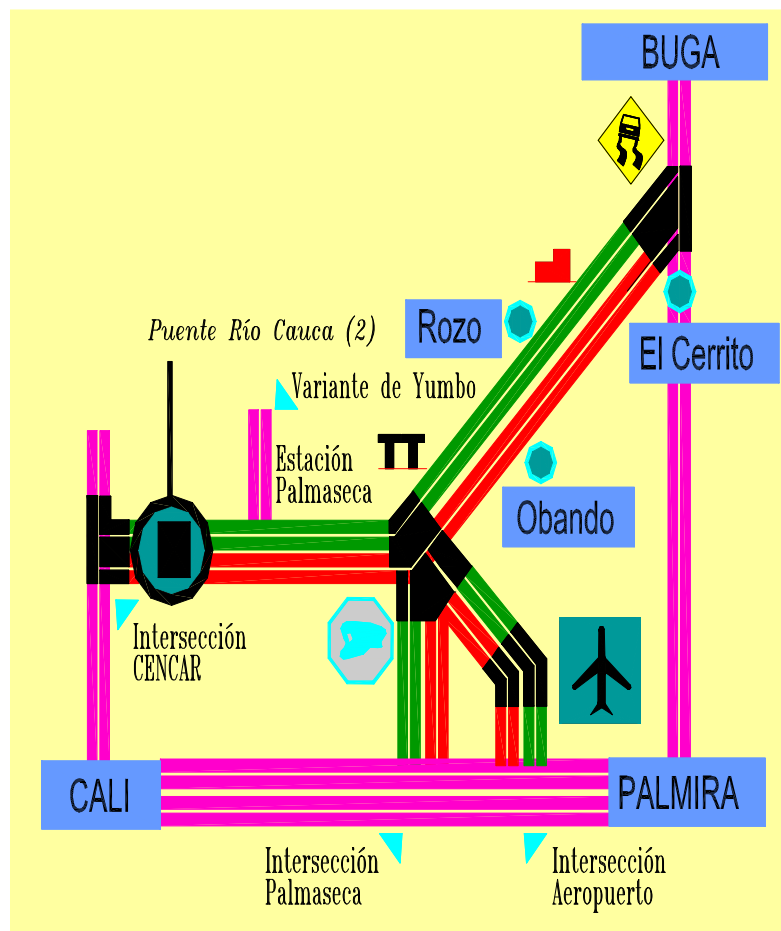 BUGA
Puente Río Cauca (2)
Rozo
El Cerrito
Variante de Yumbo
Estación
Palmaseca
Obando
Intersección
CENCAR
CALI
PALMIRA
Intersección
Palmaseca
Intersección
Aeropuerto